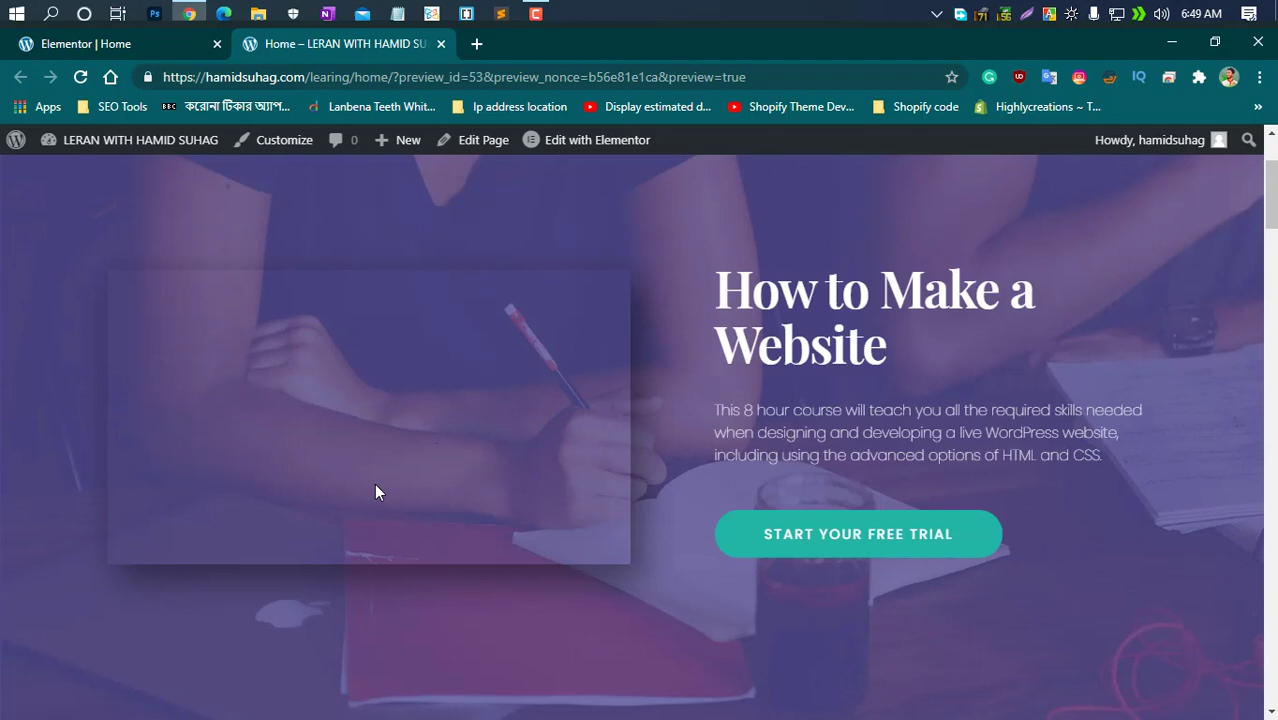 6:49 AM
Elementor | Home
Home – LERAN WITH HAMID SU
https://hamidsuhag.com/learing/home/?preview_id=53&preview_nonce=b56e81e1ca&preview=true
Apps
SEO Tools
BBC
করোনা টিকার অ্যাপ...
Lanbena Teeth Whit...
Ip address location
Display estimated d...
Shopify Theme Dev...
Shopify code
Highlycreations ~ T...
LERAN WITH HAMID SUHAG
Customize
0
New
Edit Page
Edit with Elementor
Howdy, hamidsuhag
How to Make a
Website
This 8 hour course will teach you all the required skills needed
when designing and developing a live WordPress website,
including using the advanced options of HTML and CSS.
START YOUR FREE TRIAL